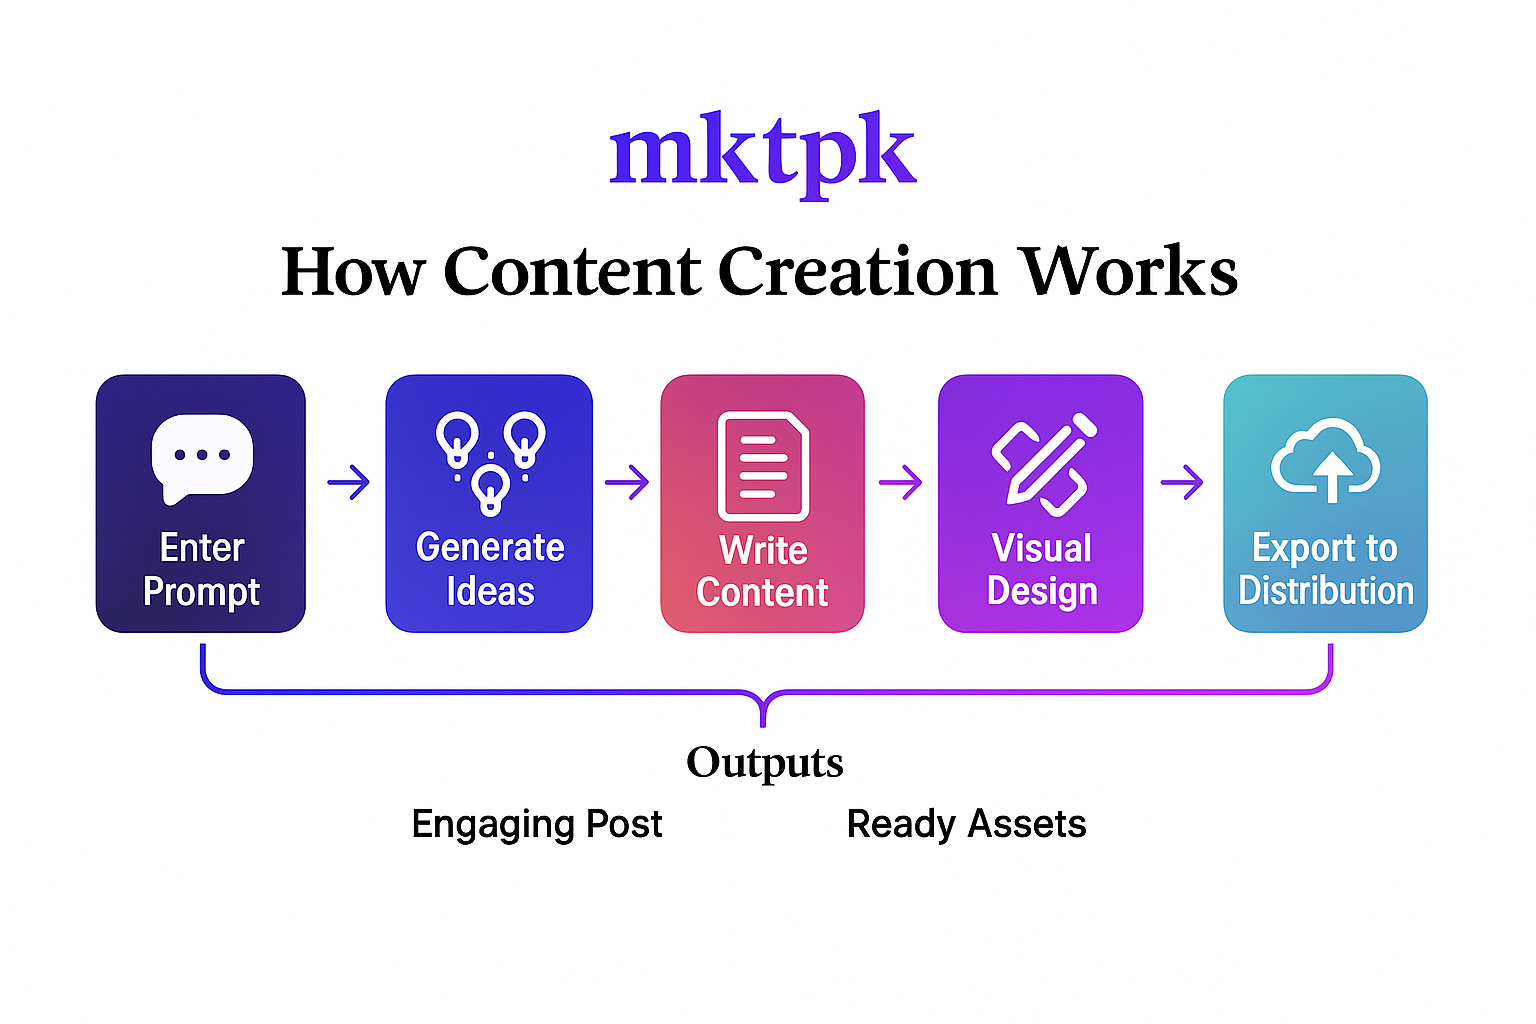 mktpk
How Content Creation Works
Enter
Prompt
Generate
Ideas
Write
Content
Visual
Design
Export to
Distribution
Outputs
Engaging Post
Ready Assets